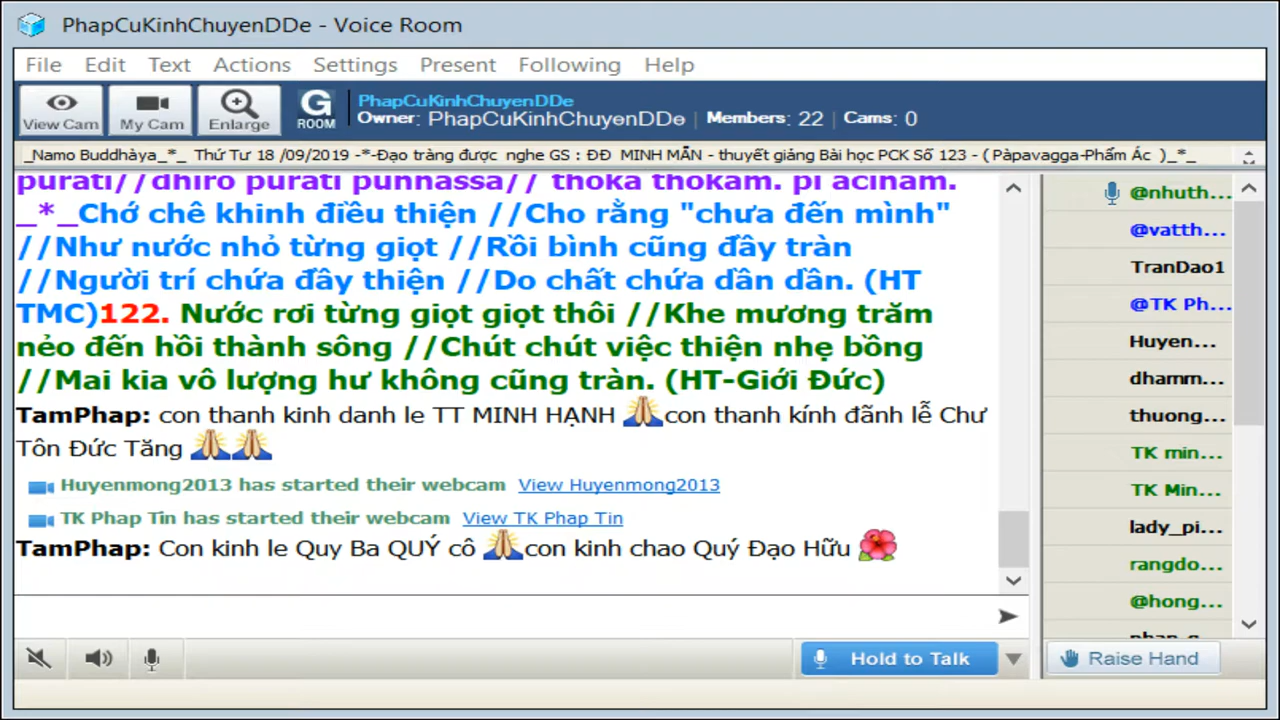 PhapCuKinhChuyenDDe - Voice Room
File Edit Text Actions Settings Present Following Help
View Cam My Cam Enlarge G ROOM
PhapCuKinhChuyenDDe
Owner: PhapCuKinhChuyenDDe | Members: 22 | Cams: 0
_Namo Buddhàya_*_ Thứ Tư 18 /09/2019 -*-Đạo tràng được nghe GS : ĐĐ MINH MẪN - thuyết giảng Bài học PCK Số 123 - ( Pàpavagga-Phẩm Ác )_*_
purati//dhiro purati punnassa// thoka thokam. pi acinam.
_*_Chớ chê khinh điều thiện //Cho rằng "chưa đến mình"
//Như nước nhỏ từng giọt //Rồi bình cũng đầy tràn
//Người trí chứa đầy thiện //Do chất chứa dần dần. (HT
TMC)122. Nước rơi từng giọt giọt thôi //Khe mương trăm
nẻo đến hồi thành sông //Chút chút việc thiện nhẹ bồng
//Mai kia vô lượng hư không cũng tràn. (HT-Giới Đức)
TamPhap: con thanh kinh danh le TT MINH HẠNH 🙏con thanh kính đãnh lễ Chư
Tôn Đức Tăng 🙏🙏
Huyenmong2013 has started their webcam View Huyenmong2013
TK Phap Tin has started their webcam View TK Phap Tin
TamPhap: Con kinh le Quy Ba QUÝ cô 🙏con kinh chao Quý Đạo Hữu 🌺
@nhuth...
@vatth...
TranDao1
@TK Ph...
Huyen...
dhamm...
thuong...
TK min...
TK Min...
lady_pi...
rangdo...
@hong...
Hold to Talk
Raise Hand